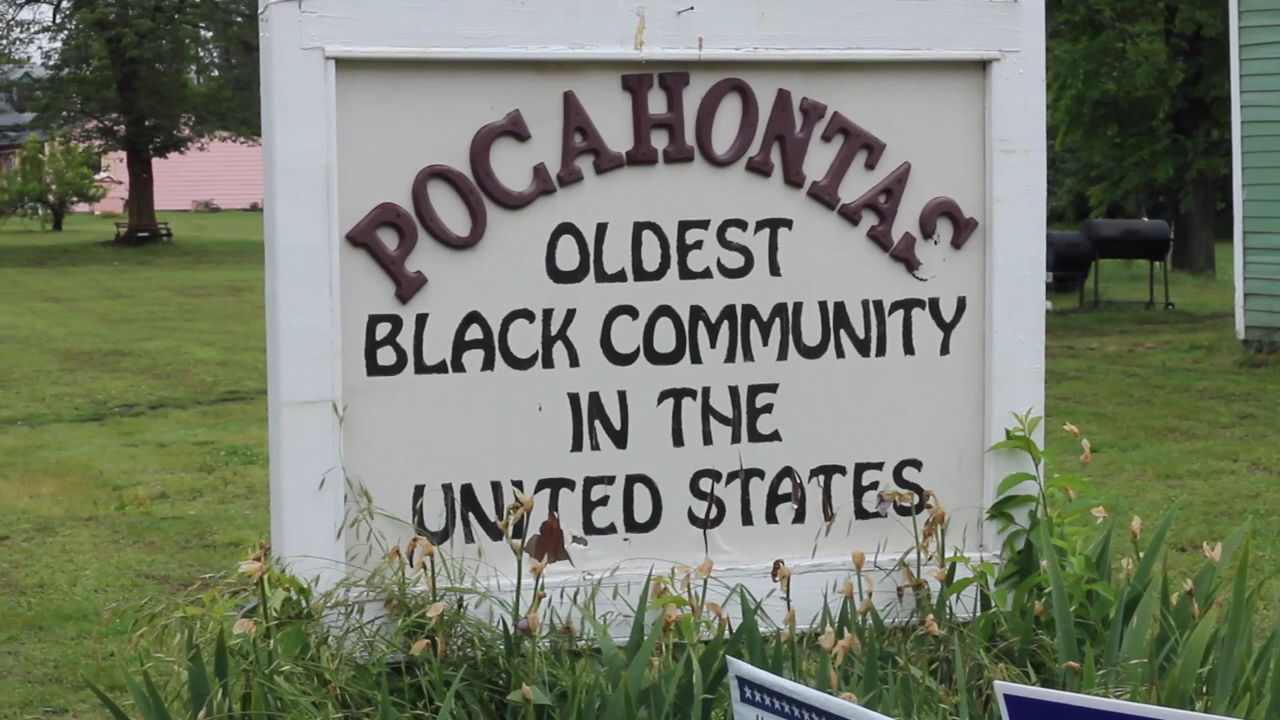 POCAHONTAS
OLDEST
BLACK COMMUNITY
IN THE
UNITED STATES